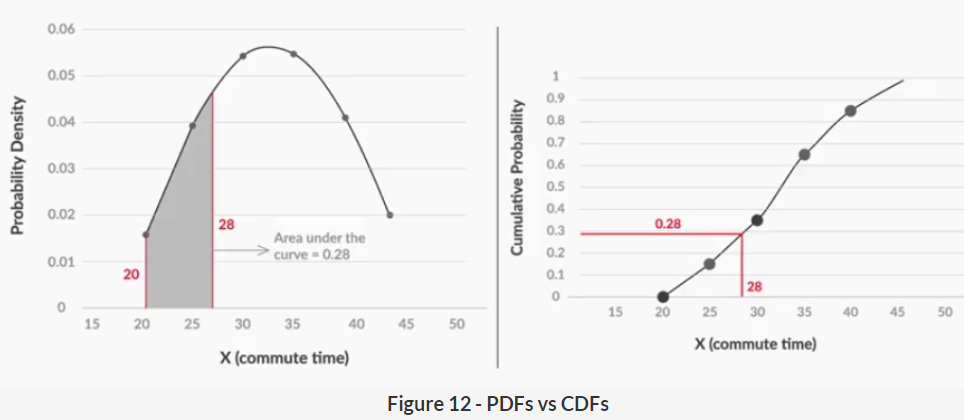 0.06
0.05
0.04
0.03
0.02
0.01
0
Probability Density
20
28
Area under the
curve = 0.28
15 20 25 30 35 40 45 50
X (commute time)
1
0.9
0.8
0.7
0.6
0.5
0.4
0.3
0.2
0.1
0
Cumulative Probability
0.28
28
15 20 25 30 35 40 45 50
X (commute time)
Figure 12 - PDFs vs CDFs